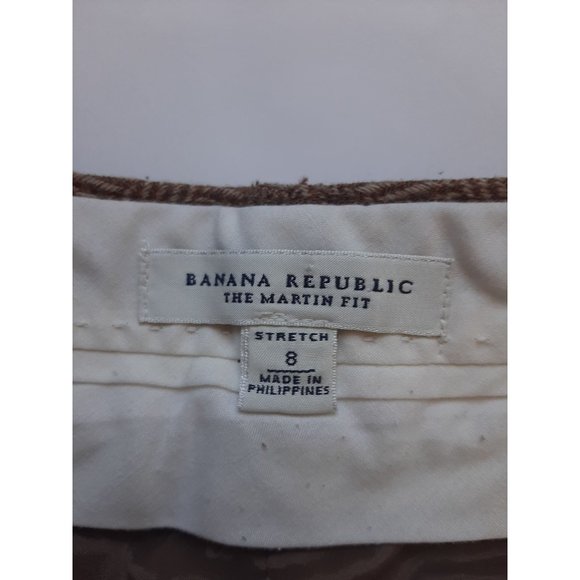 BANANA REPUBLIC
THE MARTIN FIT
STRETCH
8
MADE IN
PHILIPPINES